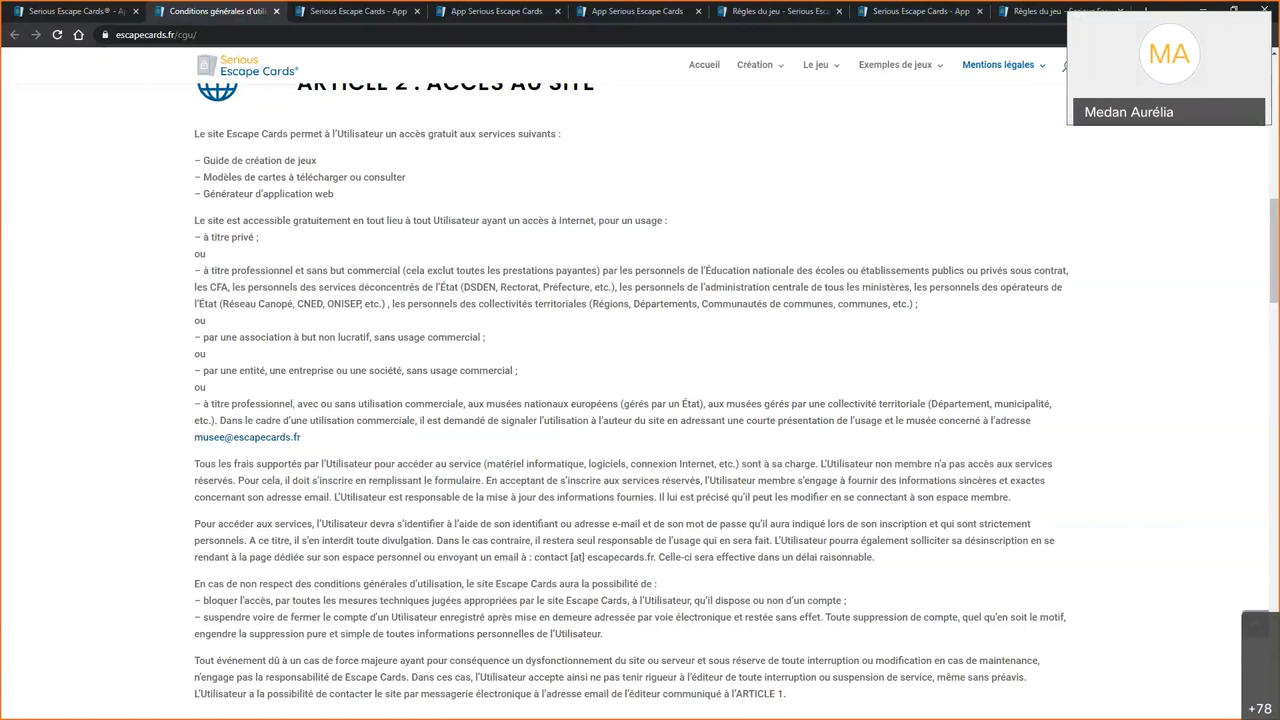 Serious Escape Cards® - Ap
Conditions générales d'util
Serious Escape Cards - App
App Serious Escape Cards
App Serious Escape Cards
Règles du jeu - Serious Esc
Serious Escape Cards - App
Règles du jeu - Serious Esc
escapecards.fr/cgu/
Serious
Escape Cards®
Accueil
Création
Le jeu
Exemples de jeux
Mentions légales
MA
Medan Aurélia
ARTICLE 2 : ACCÈS AU SITE
Le site Escape Cards permet à l'Utilisateur un accès gratuit aux services suivants :
– Guide de création de jeux
– Modèles de cartes à télécharger ou consulter
– Générateur d'application web
Le site est accessible gratuitement en tout lieu à tout Utilisateur ayant un accès à Internet, pour un usage :
– à titre privé ;
ou
– à titre professionnel et sans but commercial (cela exclut toutes les prestations payantes) par les personnels de l'Éducation nationale des écoles ou établissements publics ou privés sous contrat,
les CFA, les personnels des services déconcentrés de l'État (DSDEN, Rectorat, Préfecture, etc.), les personnels de l'administration centrale de tous les ministères, les personnels des opérateurs de
l'État (Réseau Canopé, CNED, ONISEP, etc.) , les personnels des collectivités territoriales (Régions, Départements, Communautés de communes, communes, etc.) ;
ou
– par une association à but non lucratif, sans usage commercial ;
ou
– par une entité, une entreprise ou une société, sans usage commercial ;
ou
– à titre professionnel, avec ou sans utilisation commerciale, aux musées nationaux européens (gérés par un État), aux musées gérés par une collectivité territoriale (Département, municipalité,
etc.). Dans le cadre d'une utilisation commerciale, il est demandé de signaler l'utilisation à l'auteur du site en adressant une courte présentation de l'usage et le musée concerné à l'adresse
musee@escapecards.fr
Tous les frais supportés par l'Utilisateur pour accéder au service (matériel informatique, logiciels, connexion Internet, etc.) sont à sa charge. L'Utilisateur non membre n'a pas accès aux services
réservés. Pour cela, il doit s'inscrire en remplissant le formulaire. En acceptant de s'inscrire aux services réservés, l'Utilisateur membre s'engage à fournir des informations sincères et exactes
concernant son adresse email. L'Utilisateur est responsable de la mise à jour des informations fournies. Il lui est précisé qu'il peut les modifier en se connectant à son espace membre.
Pour accéder aux services, l'Utilisateur devra s'identifier à l'aide de son identifiant ou adresse e-mail et de son mot de passe qu'il aura indiqué lors de son inscription et qui sont strictement
personnels. A ce titre, il s'en interdit toute divulgation. Dans le cas contraire, il restera seul responsable de l'usage qui en sera fait. L'Utilisateur pourra également solliciter sa désinscription en se
rendant à la page dédiée sur son espace personnel ou envoyant un email à : contact [at] escapecards.fr. Celle-ci sera effective dans un délai raisonnable.
En cas de non respect des conditions générales d'utilisation, le site Escape Cards aura la possibilité de :
– bloquer l'accès, par toutes les mesures techniques jugées appropriées par le site Escape Cards, à l'Utilisateur, qu'il dispose ou non d'un compte ;
– suspendre voire de fermer le compte d'un Utilisateur enregistré après mise en demeure adressée par voie électronique et restée sans effet. Toute suppression de compte, quel qu'en soit le motif,
engendre la suppression pure et simple de toutes informations personnelles de l'Utilisateur.
Tout événement dû à un cas de force majeure ayant pour conséquence un dysfonctionnement du site ou serveur et sous réserve de toute interruption ou modification en cas de maintenance,
n'engage pas la responsabilité de Escape Cards. Dans ces cas, l'Utilisateur accepte ainsi ne pas tenir rigueur à l'éditeur de toute interruption ou suspension de service, même sans préavis.
L'Utilisateur a la possibilité de contacter le site par messagerie électronique à l'adresse email de l'éditeur communiqué à l'ARTICLE 1.
+78